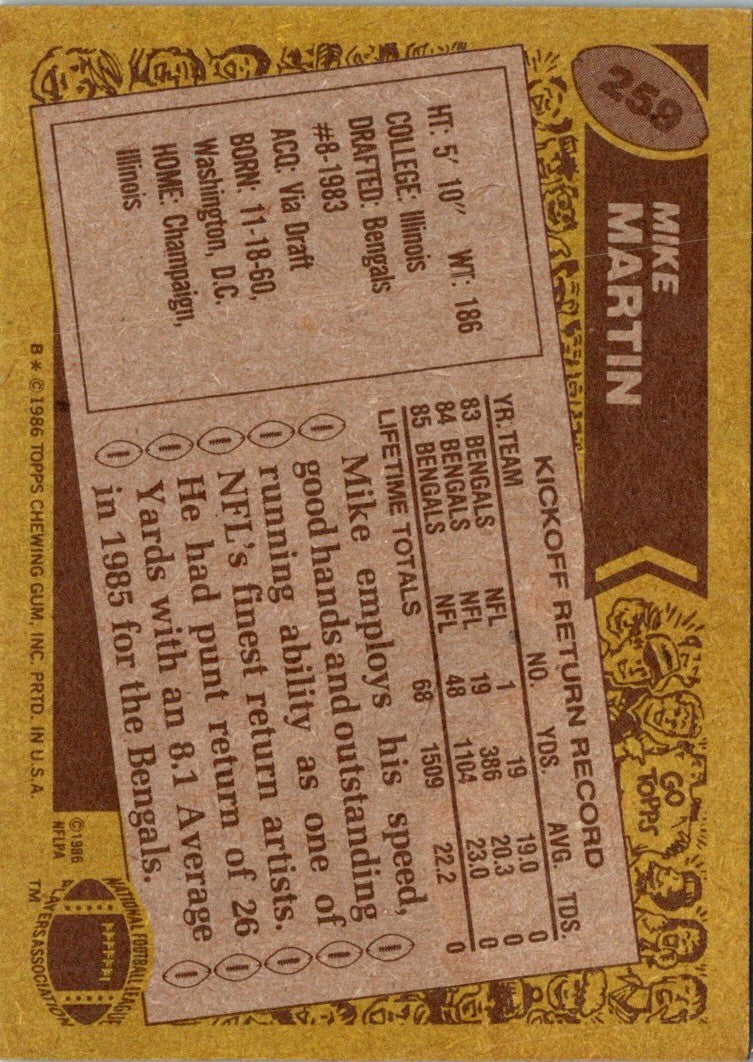 259
MIKE
MARTIN
HT: 5' 10" WT: 186
COLLEGE: Illinois
DRAFTED: Bengals
#8-1983
ACQ: Via Draft
BORN: 11-18-60,
Washington, D.C.
HOME: Champaign,
Illinois
KICKOFF RETURN RECORD
YR. TEAM NO. YDS. AVG. TDS.
83 BENGALS NFL 1 19 19.0 0
84 BENGALS NFL 19 386 20.3 0
85 BENGALS NFL 48 1104 23.0 0
LIFETIME TOTALS 68 1509 22.2 0
Mike employs his speed,
good hands and outstanding
running ability as one of
NFL's finest return artists.
He had punt return of 26
Yards with an 8.1 Average
in 1985 for the Bengals.
GO
TOPPS
B * © 1986 TOPPS CHEWING GUM, INC. PRTD. IN U.S.A.
© 1986
NFLPA
NATIONAL FOOTBALL LEAGUE
PLAYERS ASSOCIATION
TM